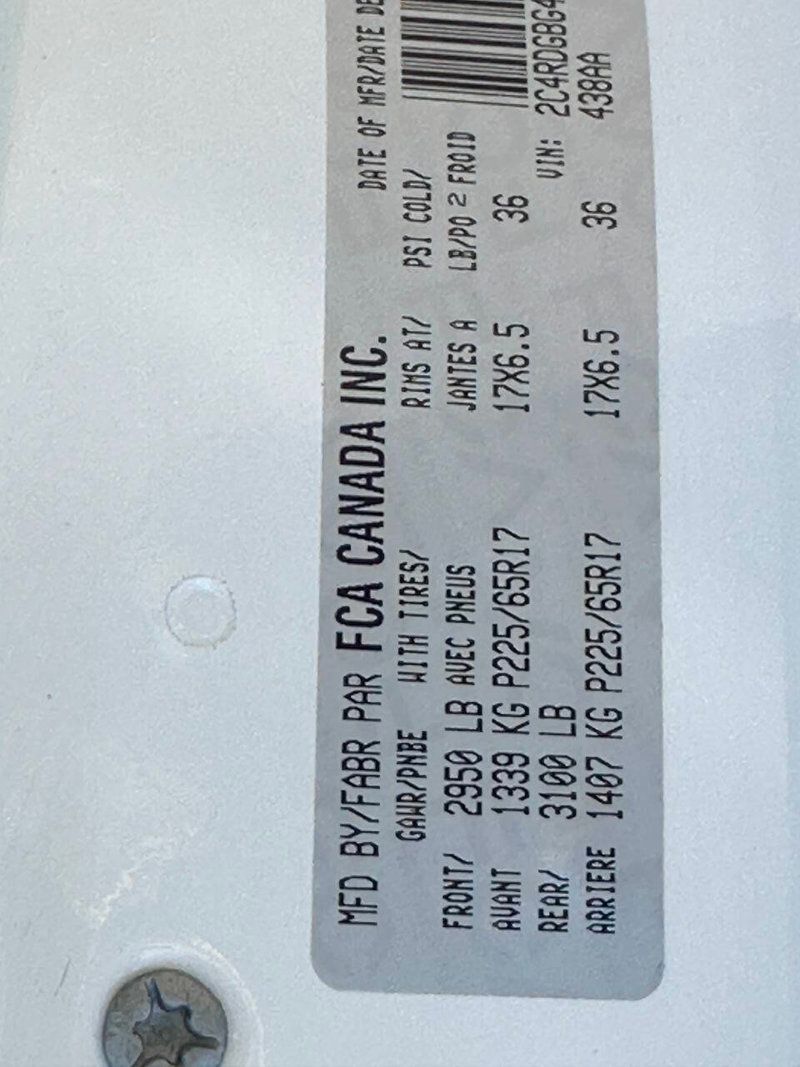 MFD BY/FABR PAR FCA CANADA INC. DATE OF MFR/DATE DE
GAWR/PNBE WITH TIRES/ RIMS AT/ PSI COLD/
FRONT/ 2950 LB AVEC PNEUS JANTES A LB/PO 2 FROID
AVANT 1339 KG P225/65R17 17X6.5 36
REAR/ 3100 LB VIN: 2C4RDGBG4
ARRIERE 1407 KG P225/65R17 17X6.5 36 438AA